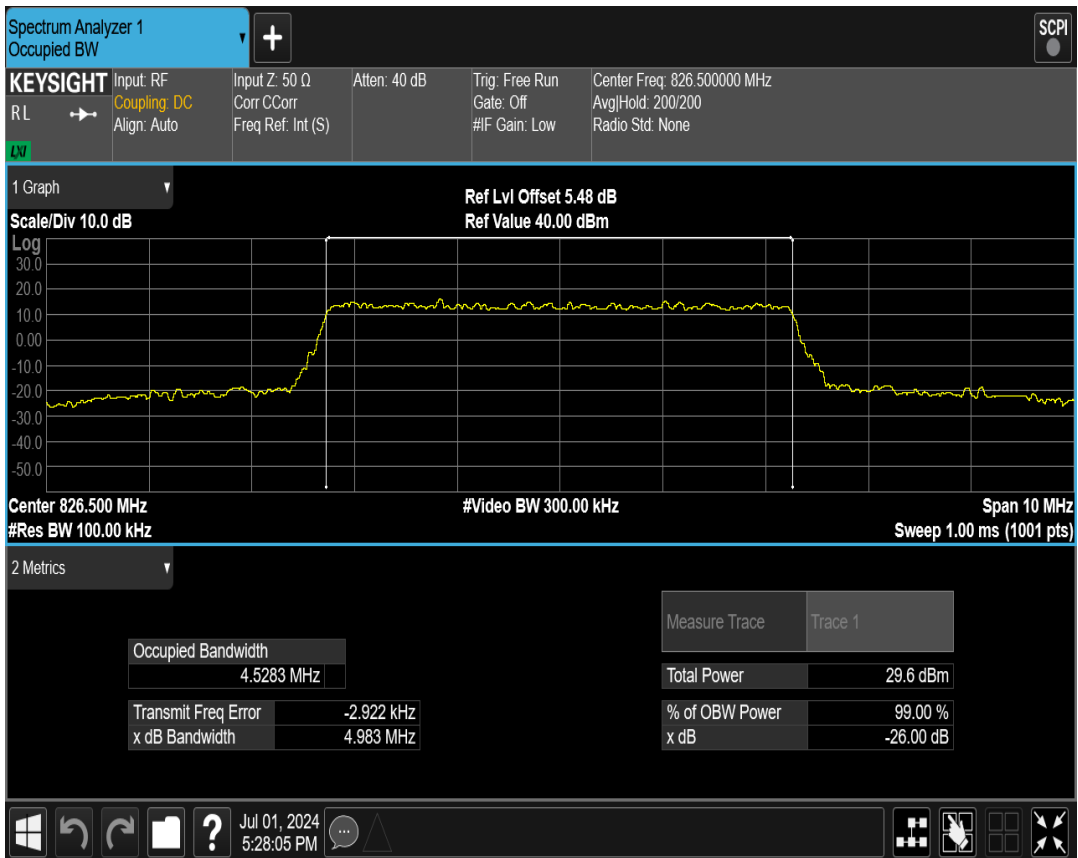 Spectrum Analyzer 1
Occupied BW
+
SCPI
KEYSIGHT
R L
LXI
Input: RF
Coupling: DC
Align: Auto
Input Z: 50 Ω
Corr CCorr
Freq Ref: Int (S)
Atten: 40 dB
Trig: Free Run
Gate: Off
#IF Gain: Low
Center Freq: 826.500000 MHz
Avg|Hold: 200/200
Radio Std: None
1 Graph
Scale/Div 10.0 dB
Ref Lvl Offset 5.48 dB
Ref Value 40.00 dBm
Log
30.0
20.0
10.0
0.00
-10.0
-20.0
-30.0
-40.0
-50.0
Center 826.500 MHz
#Video BW 300.00 kHz
Span 10 MHz
#Res BW 100.00 kHz
Sweep 1.00 ms (1001 pts)
2 Metrics
Measure Trace Trace 1
Occupied Bandwidth
4.5283 MHz
Total Power 29.6 dBm
Transmit Freq Error -2.922 kHz
% of OBW Power 99.00 %
x dB Bandwidth 4.983 MHz
x dB -26.00 dB
?
Jul 01, 2024
5:28:05 PM